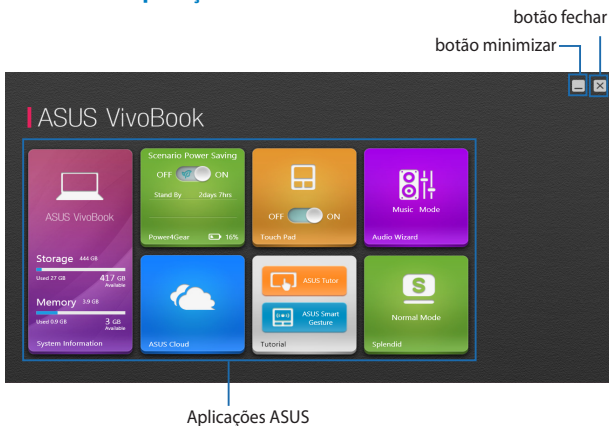 botão fechar
botão minimizar
ASUS VivoBook
ASUS VivoBook
Storage 444 GB
Used 27 GB 417 GB
Available
Memory 3.9 GB
Used 0.9 GB 3 GB
Available
System Information
Scenario Power Saving
OFF ON
Stand By 2days 7hrs
Power4Gear 16%
OFF ON
Touch Pad
Music Mode
Audio Wizard
ASUS Cloud
ASUS Tutor
ASUS Smart
Gesture
Tutorial
S
Normal Mode
Splendid
Aplicações ASUS